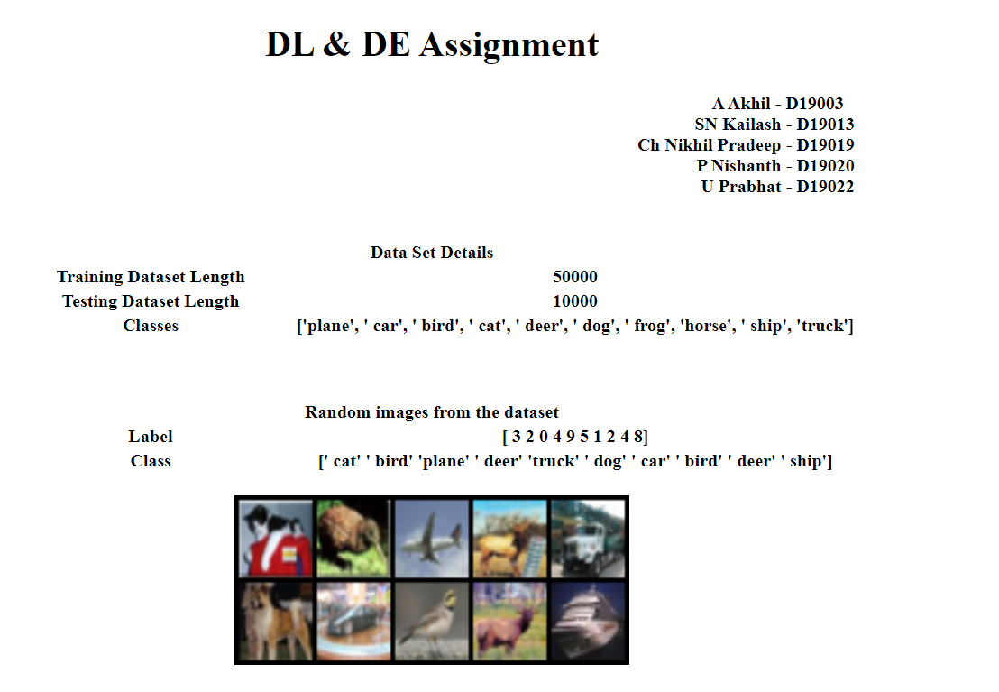 DL & DE Assignment
A Akhil - D19003
SN Kailash - D19013
Ch Nikhil Pradeep - D19019
P Nishanth - D19020
U Prabhat - D19022
Data Set Details
Training Dataset Length 50000
Testing Dataset Length 10000
Classes ['plane', ' car', ' bird', ' cat', ' deer', ' dog', ' frog', 'horse', ' ship', 'truck']
Random images from the dataset
Label [ 3 2 0 4 9 5 1 2 4 8]
Class [' cat' ' bird' 'plane' ' deer' 'truck' ' dog' ' car' ' bird' ' deer' ' ship']